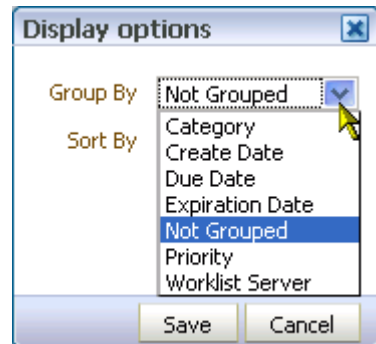 Display options
Group By Not Grouped
Category
Sort By
Create Date
Due Date
Expiration Date
Not Grouped
Priority
Worklist Server
Save Cancel